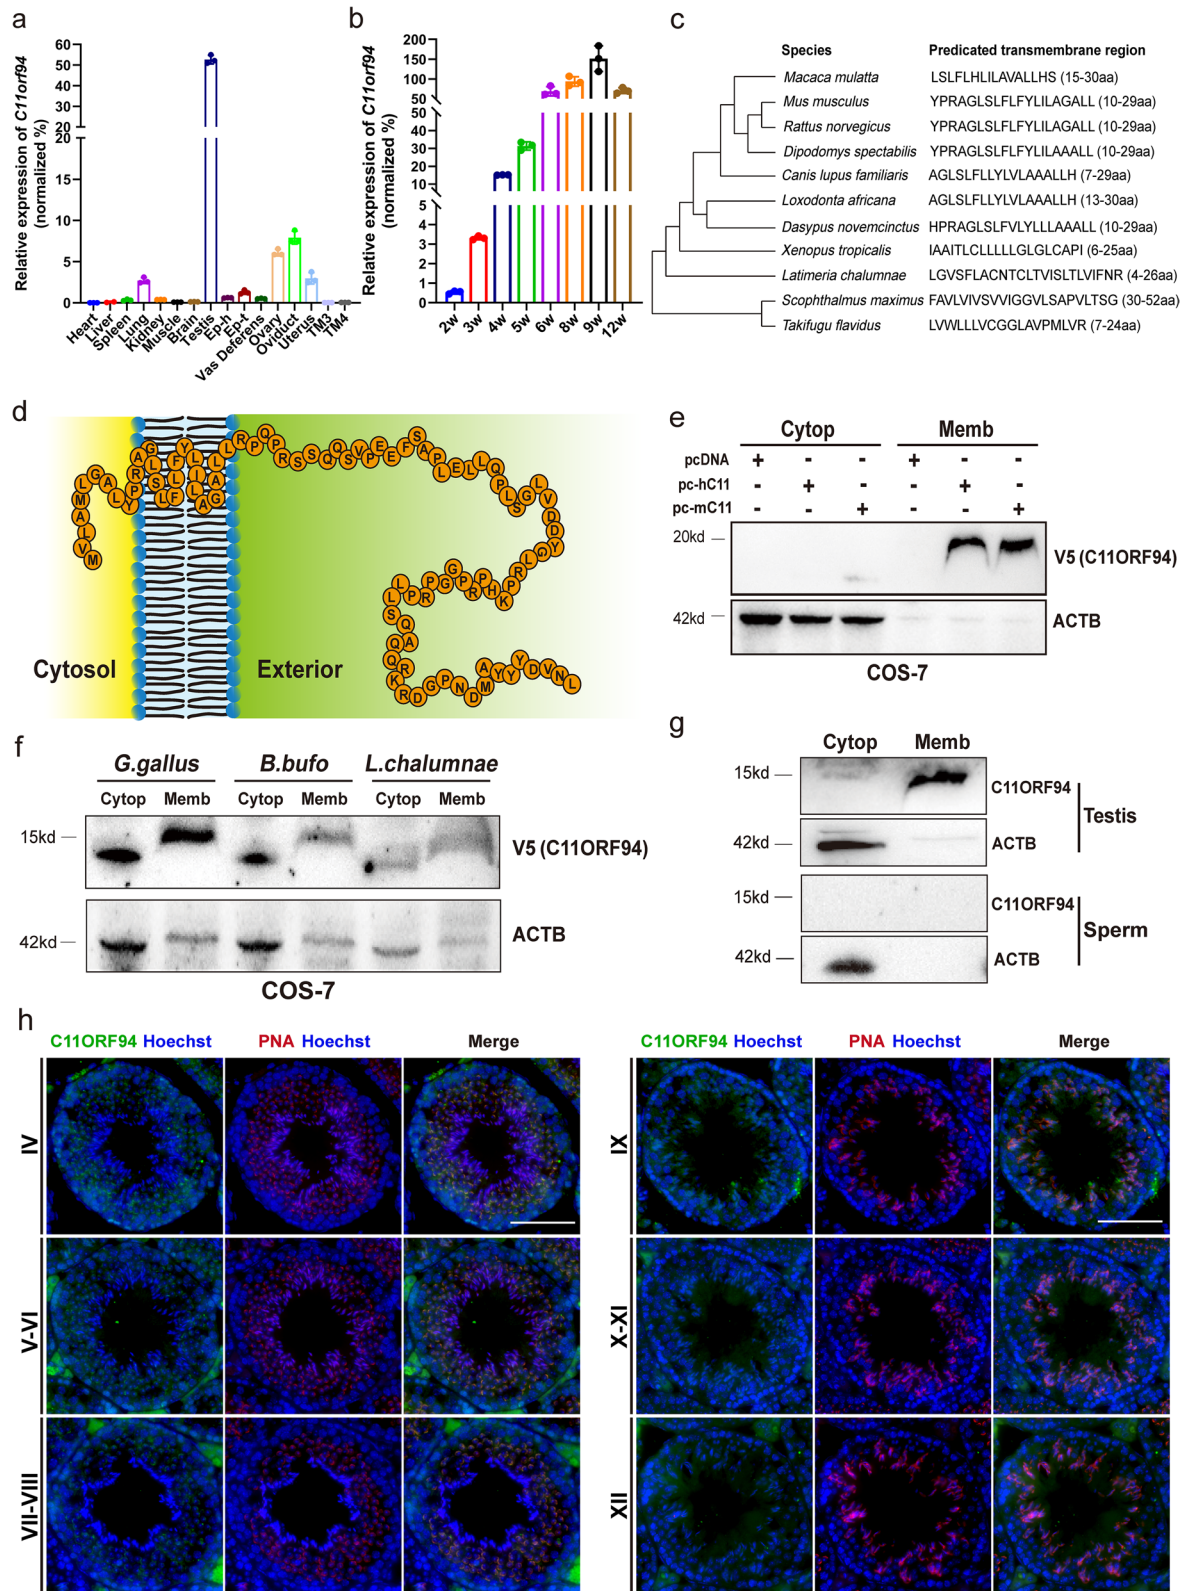 a
Relative expression of C11orf94
(normalized %)
60
50
40
30
20
20
15
10
5
0
Heart
Liver
Spleen
Lung
Kidney
Muscle
Brain
Testis
Ep-h
Ep-t
Vas Deferens
Ovary
Oviduct
Uterus
TM3
TM4
b
Relative expression of C11orf94
(normalized %)
200
150
100
50
50
40
30
20
10
5
4
3
2
1
0
2w
3w
4w
5w
6w
8w
9w
12w
c
Species Predicated transmembrane region
Macaca mulatta LSLFLHLILAVALLHS (15-30aa)
Mus musculus YPRAGLSLFLFYLILAGALL (10-29aa)
Rattus norvegicus YPRAGLSLFLFYLILAGALL (10-29aa)
Dipodomys spectabilis YPRAGLSLFLFYLILAAALL (10-29aa)
Canis lupus familiaris AGLSLFLLYLVLAAALLH (7-29aa)
Loxodonta africana AGLSLFLLYLVLAAALLH (13-30aa)
Dasypus novemcinctus HPRAGLSLFVLYLLLAAALL (10-29aa)
Xenopus tropicalis IAAITLCLLLLLGLGLCAPI (6-25aa)
Latimeria chalumnae LGVSFLACNTCLTVISLTLVIFNR (4-26aa)
Scophthalmus maximus FAVLVIVSVVIGGVLSAPVLTSG (30-52aa)
Takifugu flavidus LVWLLLVCGGLAVPMLVR (7-24aa)
d
Cytosol Exterior
e
Cytop Memb
pcDNA + - - + - -
pc-hC11 - + - - + -
pc-mC11 - - + - - +
20kd
V5 (C11ORF94)
42kd
ACTB
COS-7
f
G.gallus B.bufo L.chalumnae
Cytop Memb Cytop Memb Cytop Memb
15kd
V5 (C11ORF94)
42kd
ACTB
COS-7
g
Cytop Memb
15kd
C11ORF94
42kd
ACTB
Testis
15kd
C11ORF94
42kd
ACTB
Sperm
h
C11ORF94 Hoechst PNA Hoechst Merge C11ORF94 Hoechst PNA Hoechst Merge
IV
IX
V-VI
X-XI
VII-VIII
XII